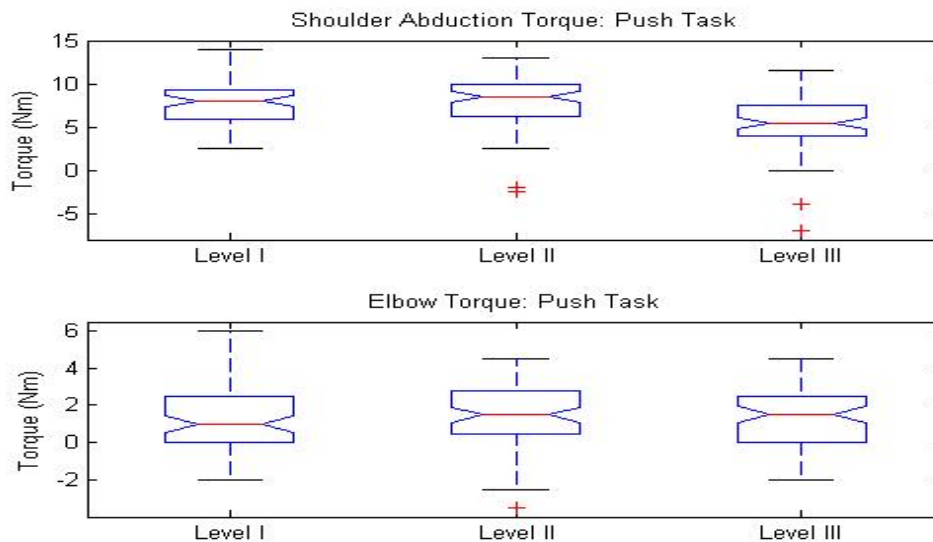 Shoulder Abduction Torque: Push Task
15
10
5
0
-5
Torque (Nm)
Level I Level II Level III
Elbow Torque: Push Task
6
4
2
0
-2
Torque (Nm)
Level I Level II Level III